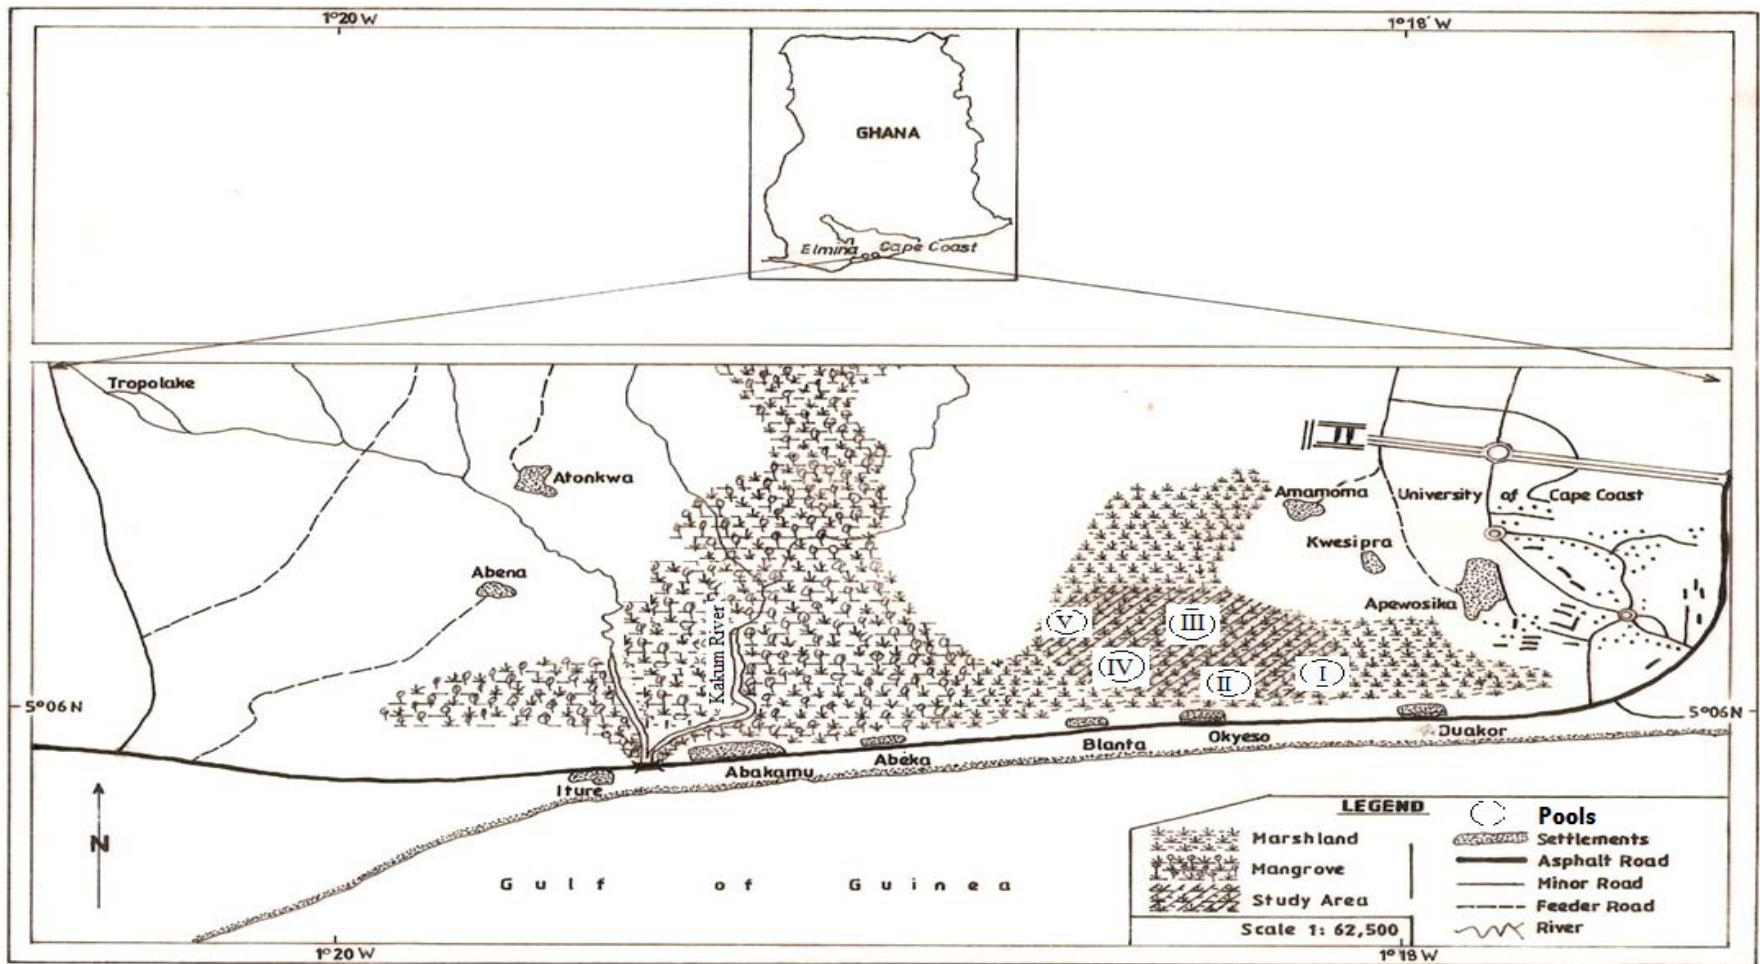 1°20 W
1°18' W
GHANA
Elmina
Cape Coast
Tropolake
Atonkwa
Abena
Kakum River
Amamoma
University of Cape Coast
Kwesipra
Apewosika
V
III
IV
II
I
5°06 N
5°06 N
Iture
Abakamu
Abeka
Blanta
Okyeso
Duakor
N
Gulf of Guinea
LEGEND
Marshland
Mangrove
Study Area
Scale 1: 62,500
Pools
Settlements
Asphalt Road
Minor Road
Feeder Road
River
1°20 W
1°18 W